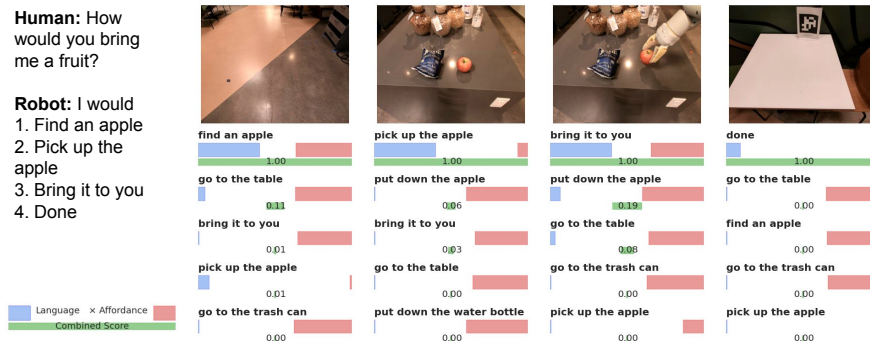 Human: How
would you bring
me a fruit?
Robot: I would
1. Find an apple
2. Pick up the
apple
3. Bring it to you
4. Done
Language × Affordance
Combined Score
find an apple
1.00
go to the table
0.11
bring it to you
0.01
pick up the apple
0.01
go to the trash can
0.00
pick up the apple
1.00
put down the apple
0.06
bring it to you
0.03
go to the table
0.00
put down the water bottle
0.00
bring it to you
1.00
put down the apple
0.19
go to the table
0.08
go to the trash can
0.00
pick up the apple
0.00
done
1.00
go to the table
0.00
find an apple
0.00
go to the trash can
0.00
pick up the apple
0.00